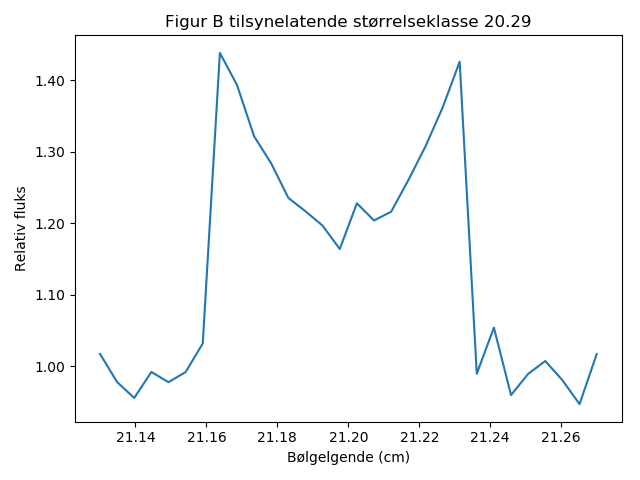 Figur B tilsynelatende størrelseklasse 20.29
1.40
1.30
1.20
1.10
1.00
Relativ fluks
21.14 21.16 21.18 21.20 21.22 21.24 21.26
Bølgelgende (cm)